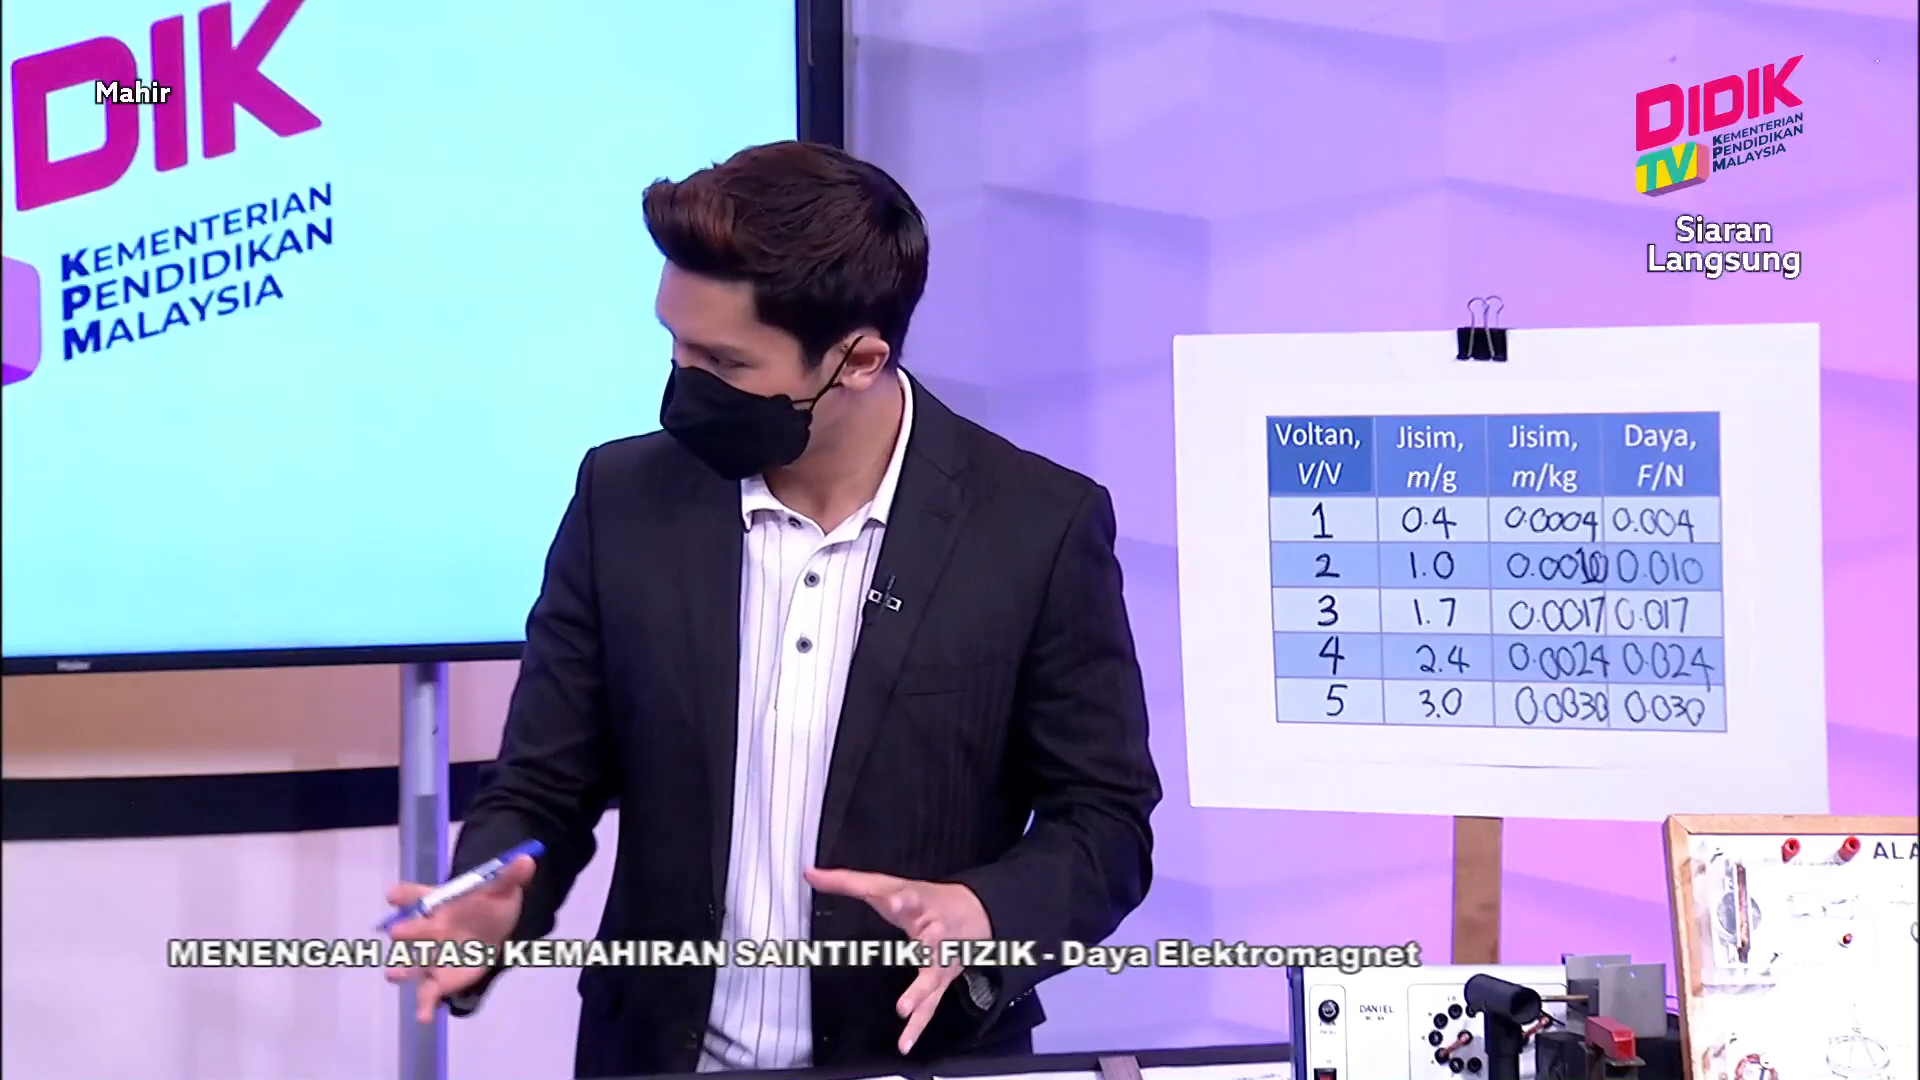 DIDIK
Mahir
KEMENTERIAN
PENDIDIKAN
MALAYSIA
DIDIK
TV
KEMENTERIAN
PENDIDIKAN
MALAYSIA
Siaran
Langsung
Voltan, V/V Jisim, m/g Jisim, m/kg Daya, F/N
1 0.4 0.0004 0.004
2 1.0 0.0010 0.010
3 1.7 0.0017 0.017
4 2.4 0.0024 0.024
5 3.0 0.0030 0.030
Haier
ALA
MENENGAH ATAS: KEMAHIRAN SAINTIFIK: FIZIK - Daya Elektromagnet
DANIEL